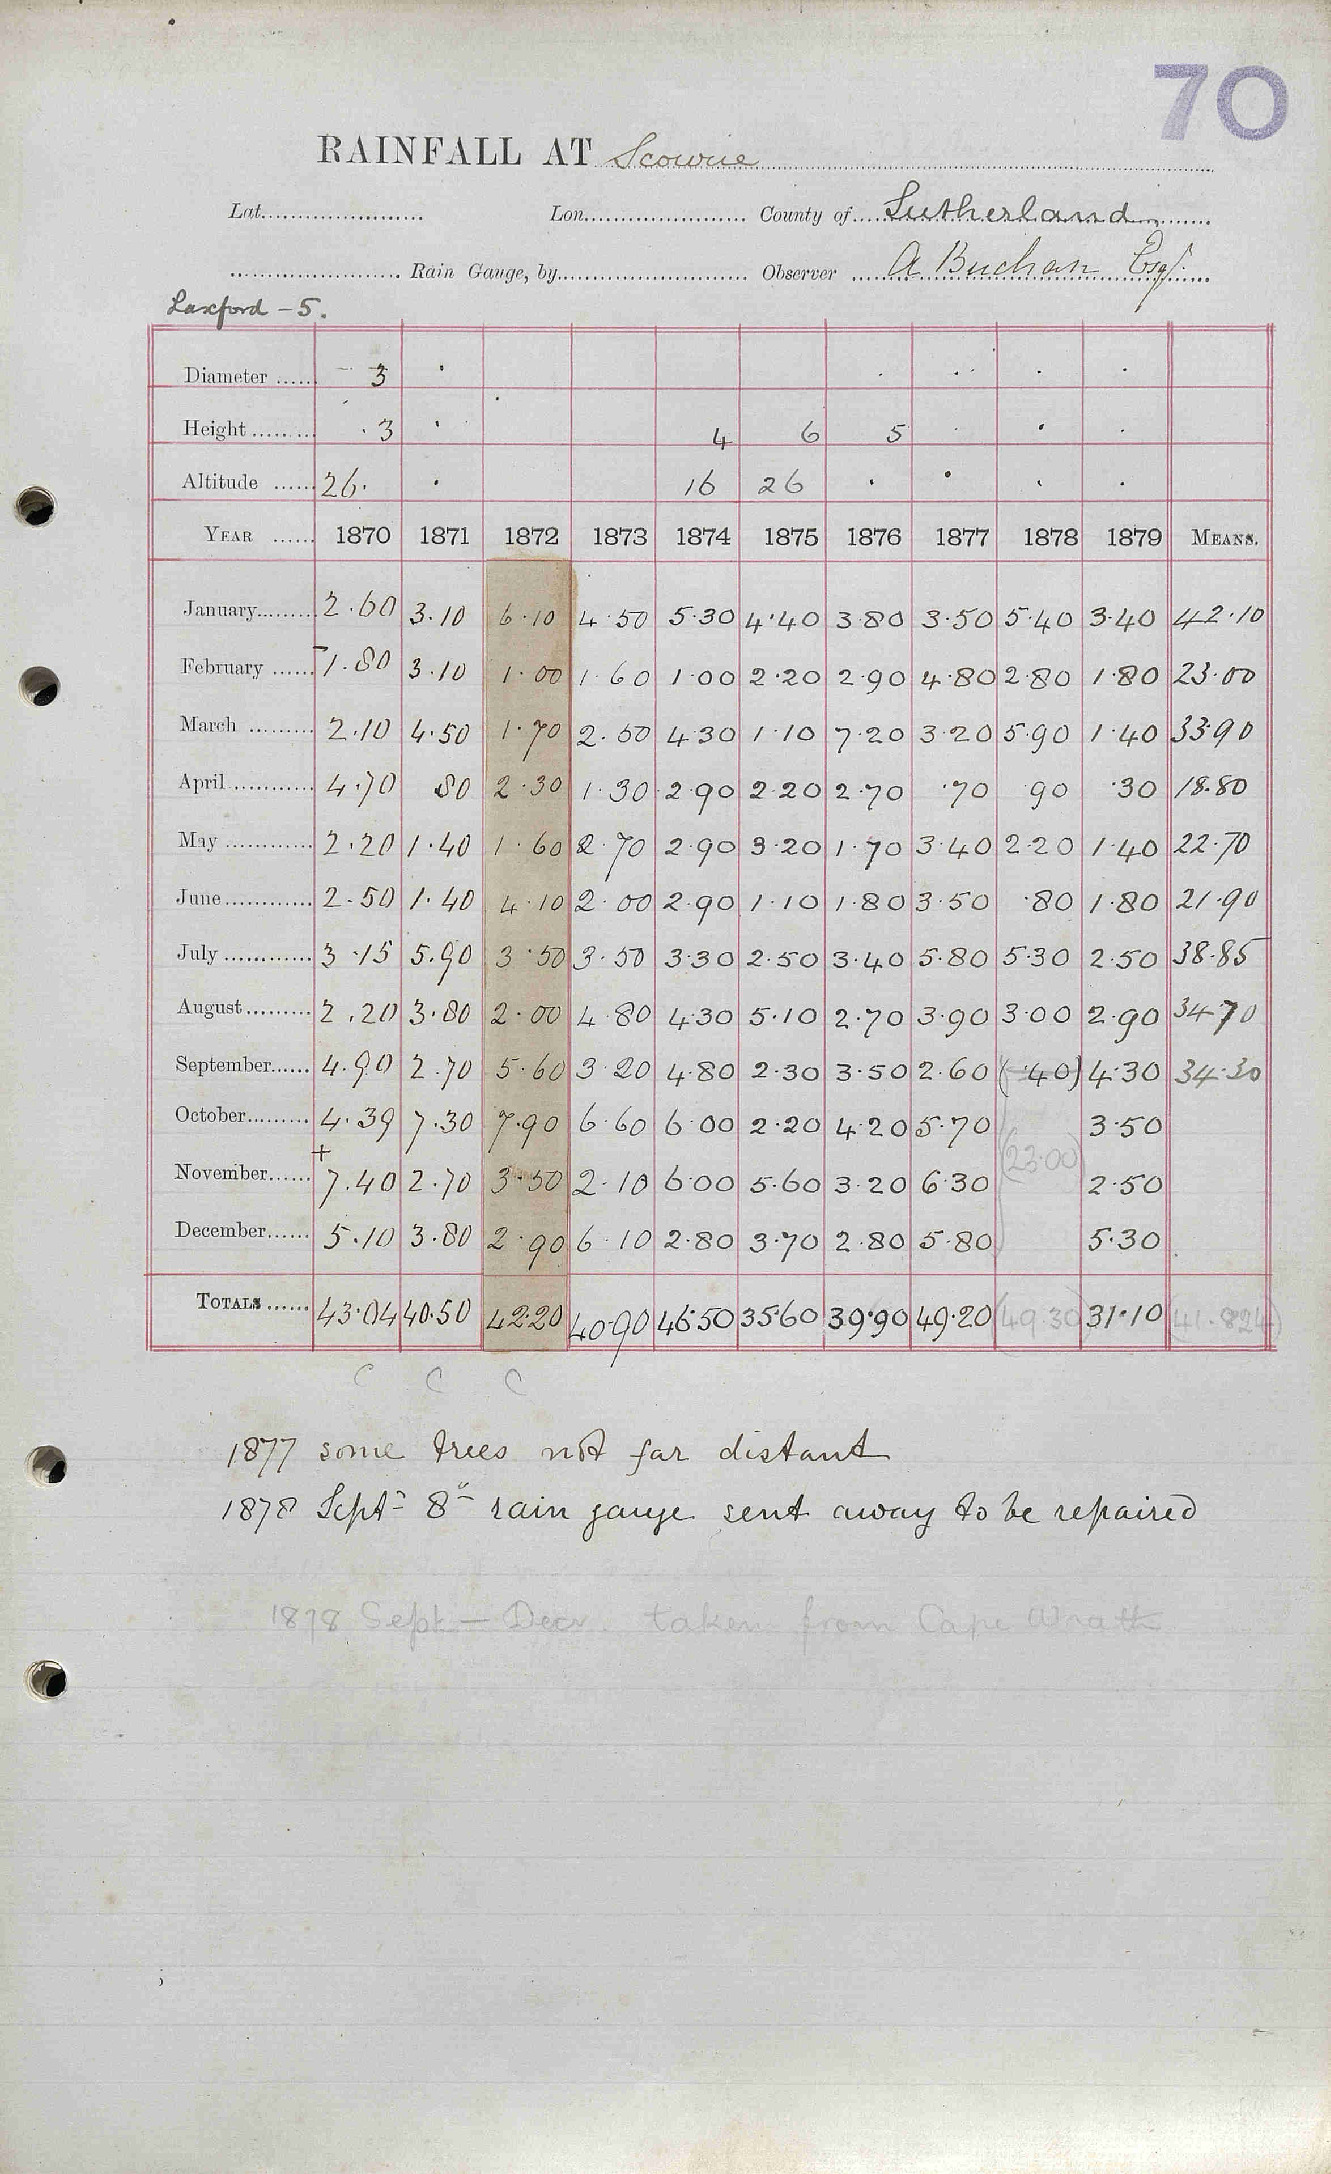 70
RAINFALL AT Scourie
Lat. Lon. County of Sutherland
Rain Gauge, by Observer A Buchan Esq.
Laxford - 5.
Diameter 3
Height 3 4 6 5
Altitude 26. 16 26
YEAR 1870 1871 1872 1873 1874 1875 1876 1877 1878 1879 MEANS.
January 2.60 3.10 6.10 4.50 5.30 4.40 3.80 3.50 5.40 3.40 42.10
February 1.80 3.10 1.00 1.60 1.00 2.20 2.90 4.80 2.80 1.80 23.00
March 2.10 4.50 1.70 2.50 4.30 1.10 7.20 3.20 5.90 1.40 33.90
April 4.70 .80 2.30 1.30 2.90 2.20 2.70 .70 .90 .30 18.80
May 2.20 1.40 1.60 2.70 2.90 3.20 1.70 3.40 2.20 1.40 22.70
June 2.50 1.40 4.10 2.00 2.90 1.10 1.80 3.50 .80 1.80 21.90
July 3.15 5.90 3.50 3.50 3.30 2.50 3.40 5.80 5.30 2.50 38.85
August 2.20 3.80 2.00 4.80 4.30 5.10 2.70 3.90 3.00 2.90 34.70
September 4.90 2.70 5.60 3.20 4.80 2.30 3.50 2.60 (.40) 4.30 34.30
October 4.39 7.30 7.90 6.60 6.00 2.20 4.20 5.70 3.50
(23.00)
November + 7.40 2.70 3.50 2.10 6.00 5.60 3.20 6.30 2.50
December 5.10 3.80 2.90 6.10 2.80 3.70 2.80 5.80 5.30
TOTALS 43.04 40.50 42.20 40.90 46.50 35.60 39.90 49.20 (49.30) 31.10 (41.824)
C C C
1877 some trees not far distant
1878 Sept 8th rain gauge sent away to be repaired
1878 Sept - Decr. taken from Cape Wrath